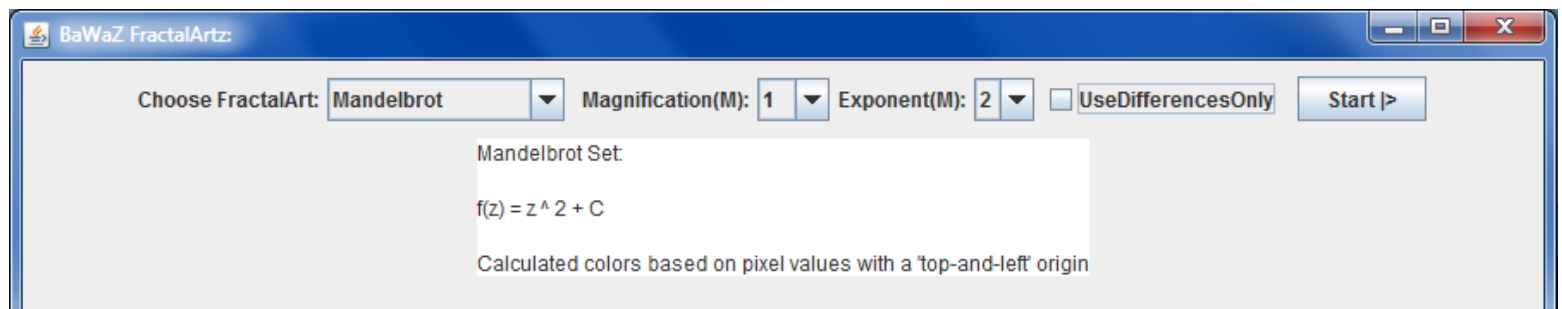 BaWaZ FractalArtz:
Choose FractalArt: Mandelbrot Magnification(M): 1 Exponent(M): 2 UseDifferencesOnly Start |>
Mandelbrot Set:
f(z) = z ^ 2 + C
Calculated colors based on pixel values with a 'top-and-left' origin